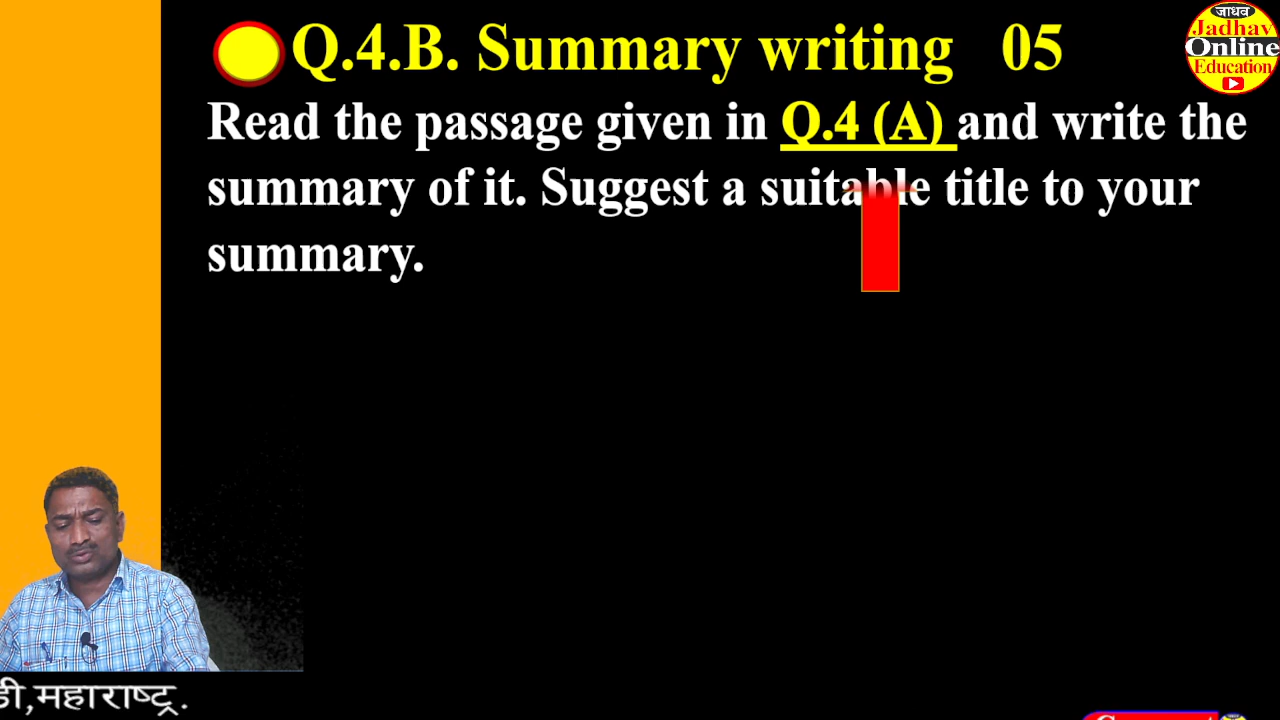 Q.4.B. Summary writing 05
Read the passage given in Q.4 (A) and write the
summary of it. Suggest a suitable title to your
summary.
जाधव
Jadhav
Online
Education
डी,महाराष्ट्र.